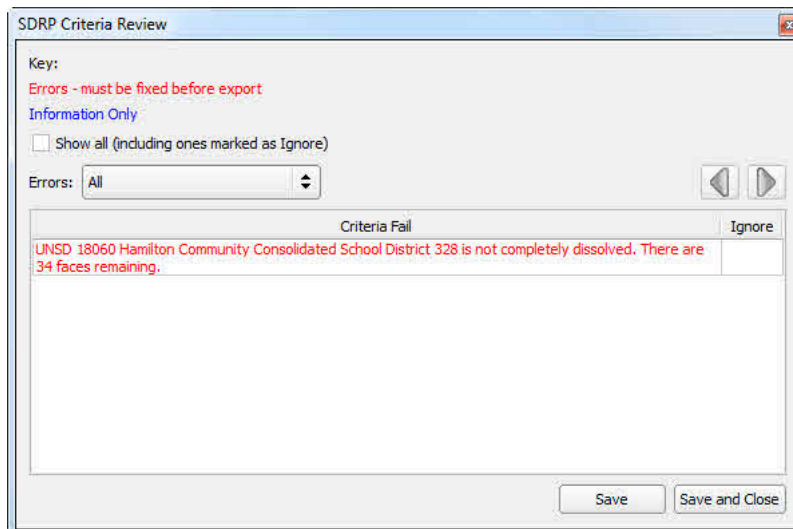 SDRP Criteria Review
Key:
Errors - must be fixed before export
Information Only
Show all (including ones marked as Ignore)
Errors: All
Criteria Fail Ignore
UNSD 18060 Hamilton Community Consolidated School District 328 is not completely dissolved. There are
34 faces remaining.
Save Save and Close